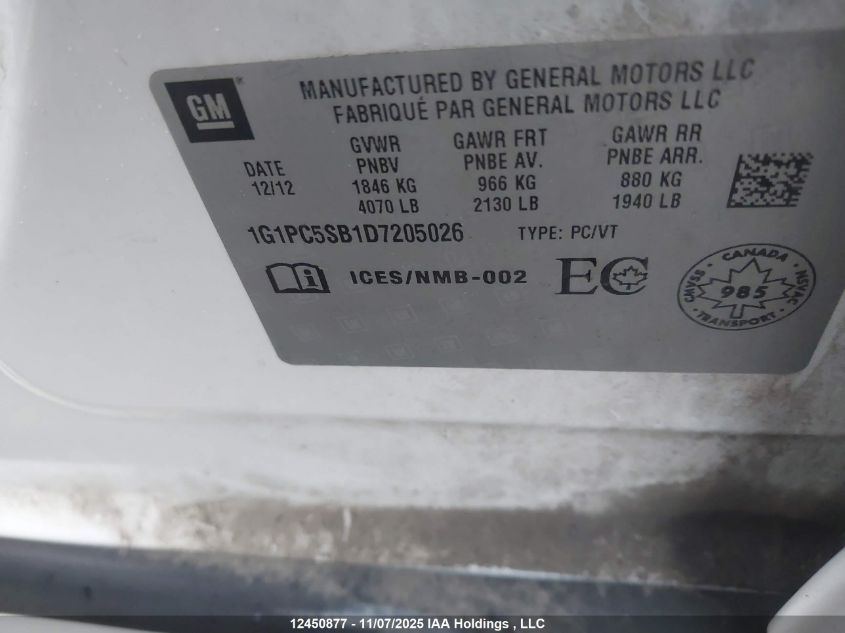 GM
MANUFACTURED BY GENERAL MOTORS LLC
FABRIQUÉ PAR GENERAL MOTORS LLC
DATE
12/12
GVWR
PNBV
1846 KG
4070 LB
GAWR FRT
PNBE AV.
966 KG
2130 LB
GAWR RR
PNBE ARR.
880 KG
1940 LB
1G1PC5SB1D7205026 TYPE: PC/VT
i ICES/NMB-002 EC
CANADA
CMVSS 985 NSVAC
TRANSPORT
12450877 - 11/07/2025 IAA Holdings , LLC